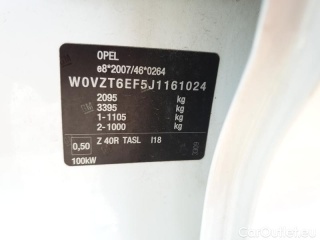 OPEL
e8*2007/46*0264
W0VZT6EF5J1161024
2095 kg
3395 kg
1-1105 kg
2-1000 kg
0,50 Z 40R TASL I18
100kW
CarOutlet.eu